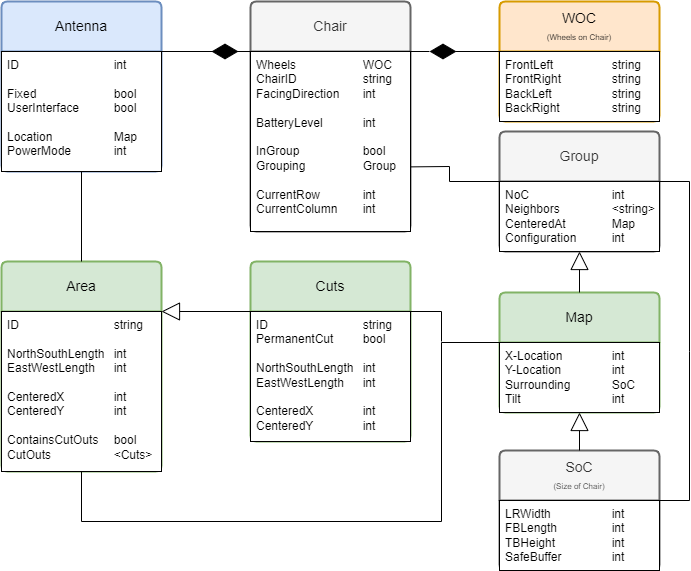 Antenna
ID int
Fixed bool
UserInterface bool
Location Map
PowerMode int
Chair
Wheels WOC
ChairID string
FacingDirection int
BatteryLevel int
InGroup bool
Grouping Group
CurrentRow int
CurrentColumn int
WOC
(Wheels on Chair)
FrontLeft string
FrontRight string
BackLeft string
BackRight string
Group
NoC int
Neighbors <string>
CenteredAt Map
Configuration int
Area
ID string
NorthSouthLength int
EastWestLength int
CenteredX int
CenteredY int
ContainsCutOuts bool
CutOuts <Cuts>
Cuts
ID string
PermanentCut bool
NorthSouthLength int
EastWestLength int
CenteredX int
CenteredY int
Map
X-Location int
Y-Location int
Surrounding SoC
Tilt int
SoC
(Size of Chair)
LRWidth int
FBLength int
TBHeight int
SafeBuffer int